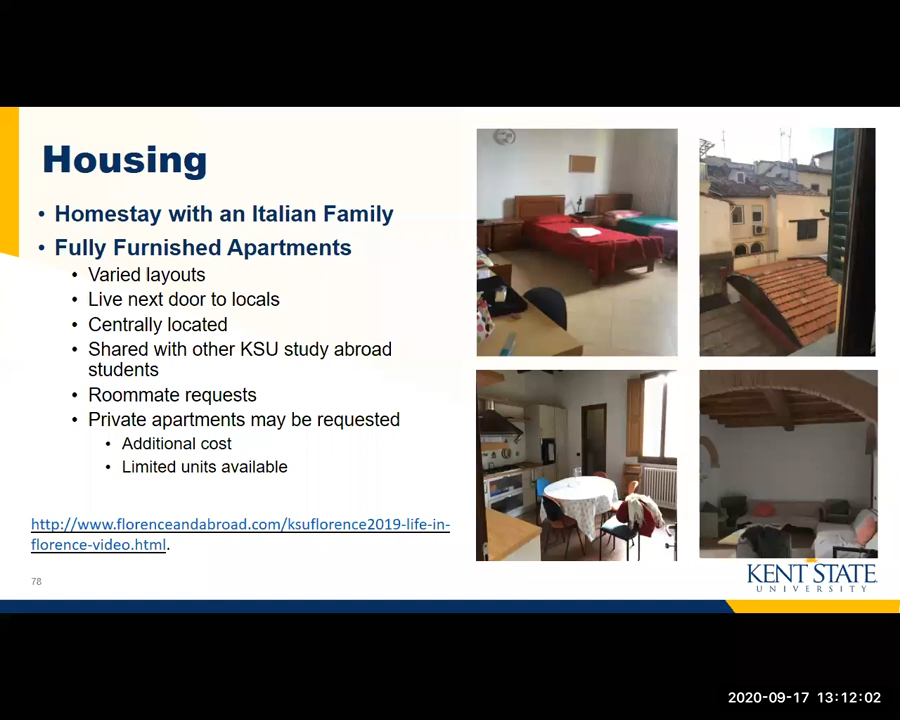 Housing
• Homestay with an Italian Family
• Fully Furnished Apartments
• Varied layouts
• Live next door to locals
• Centrally located
• Shared with other KSU study abroad
students
• Roommate requests
• Private apartments may be requested
• Additional cost
• Limited units available
http://www.florenceandabroad.com/ksuflorence2019-life-in-
florence-video.html.
78
KENT STATE
UNIVERSITY
2020-09-17 13:12:02